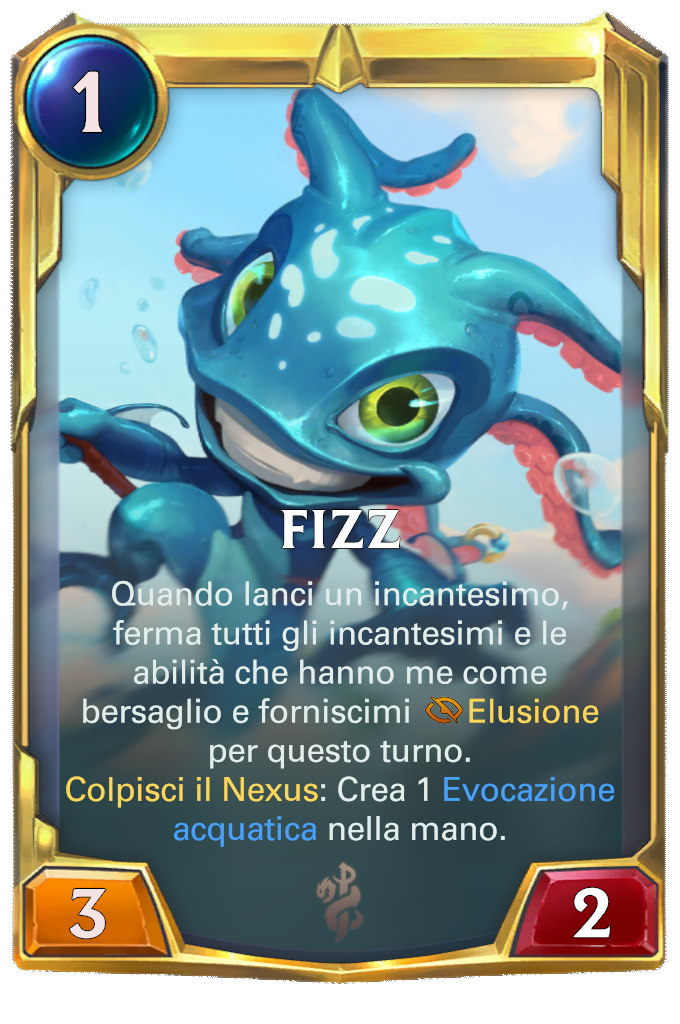 1
FIZZ
Quando lanci un incantesimo,
ferma tutti gli incantesimi e le
abilità che hanno me come
bersaglio e forniscimi Elusione
per questo turno.
Colpisci il Nexus: Crea 1 Evocazione
acquatica nella mano.
3
2